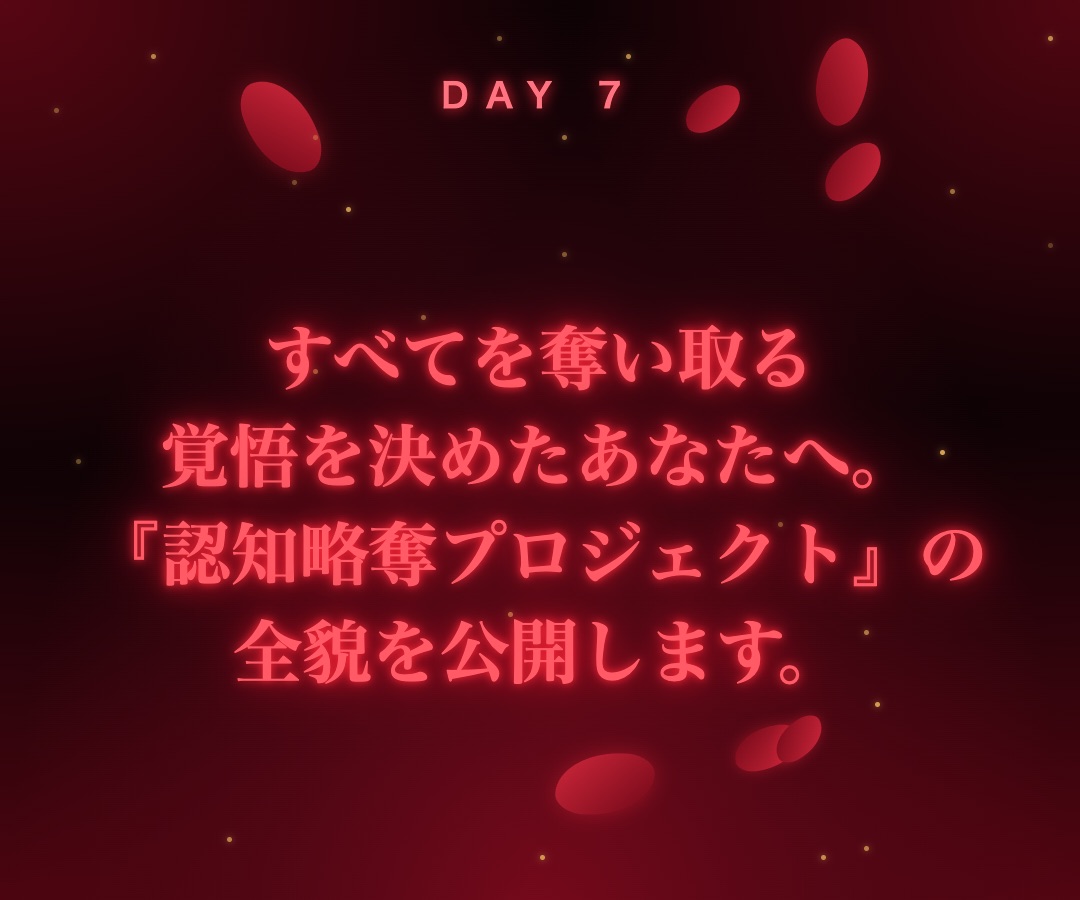 DAY 7
すべてを奪い取る
覚悟を決めたあなたへ。
『認知略奪プロジェクト』の
全貌を公開します。